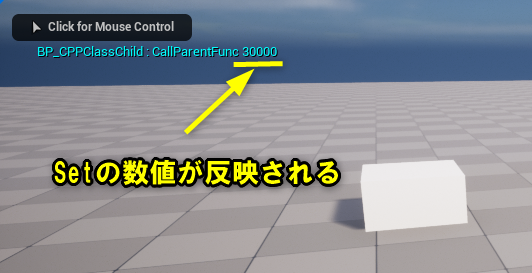 Click for Mouse Control
BP_CPPClassChild : CallParentFunc 30000
Setの数値が反映される